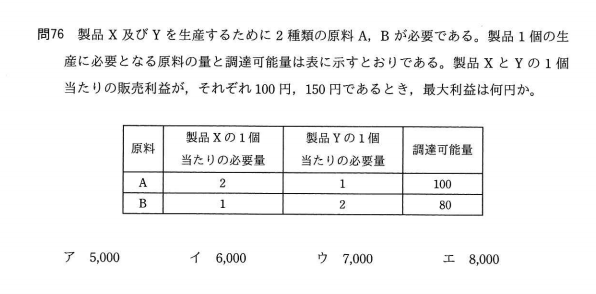 問76 製品 X 及び Y を生産するために 2 種類の原料 A，B が必要である。製品 1 個の生
産に必要となる原料の量と調達可能量は表に示すとおりである。製品 X と Y の 1 個
当たりの販売利益が，それぞれ 100 円，150 円であるとき，最大利益は何円か。
原料 製品 X の 1 個 製品 Y の 1 個 調達可能量
当たりの必要量 当たりの必要量
A 2 1 100
B 1 2 80
ア 5,000 イ 6,000 ウ 7,000 エ 8,000